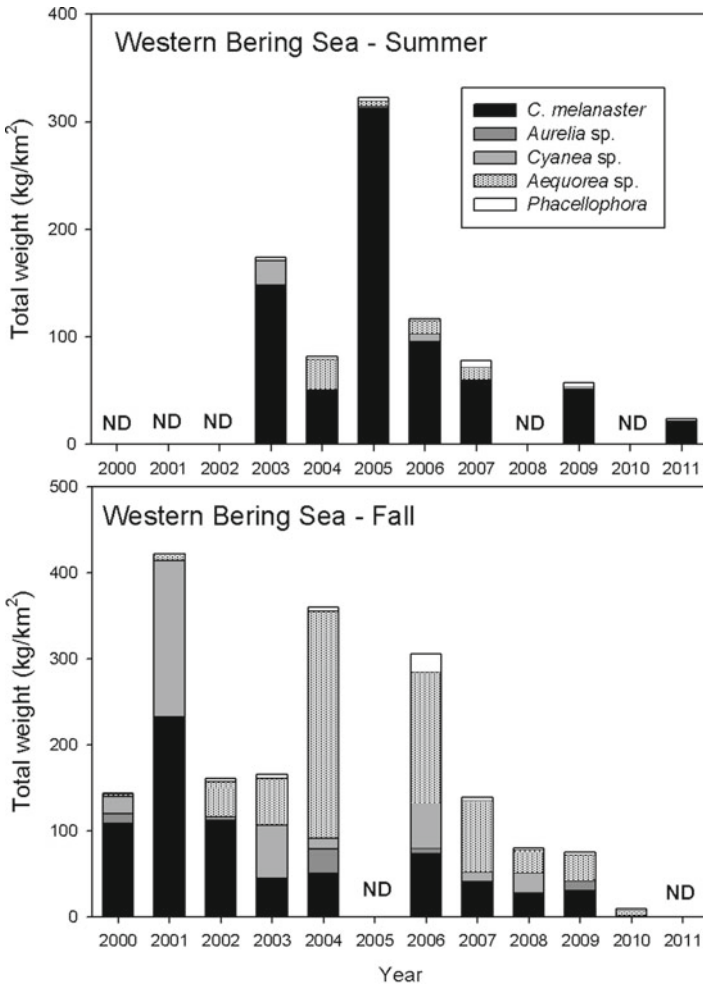 400
Western Bering Sea - Summer
C. melanaster
Aurelia sp.
Cyanea sp.
Aequorea sp.
Phacellophora
300
200
100
0
Total weight (kg/km2)
ND ND ND ND ND
2000 2001 2002 2003 2004 2005 2006 2007 2008 2009 2010 2011
500
Western Bering Sea - Fall
400
300
200
100
0
Total weight (kg/km2)
ND ND
2000 2001 2002 2003 2004 2005 2006 2007 2008 2009 2010 2011
Year